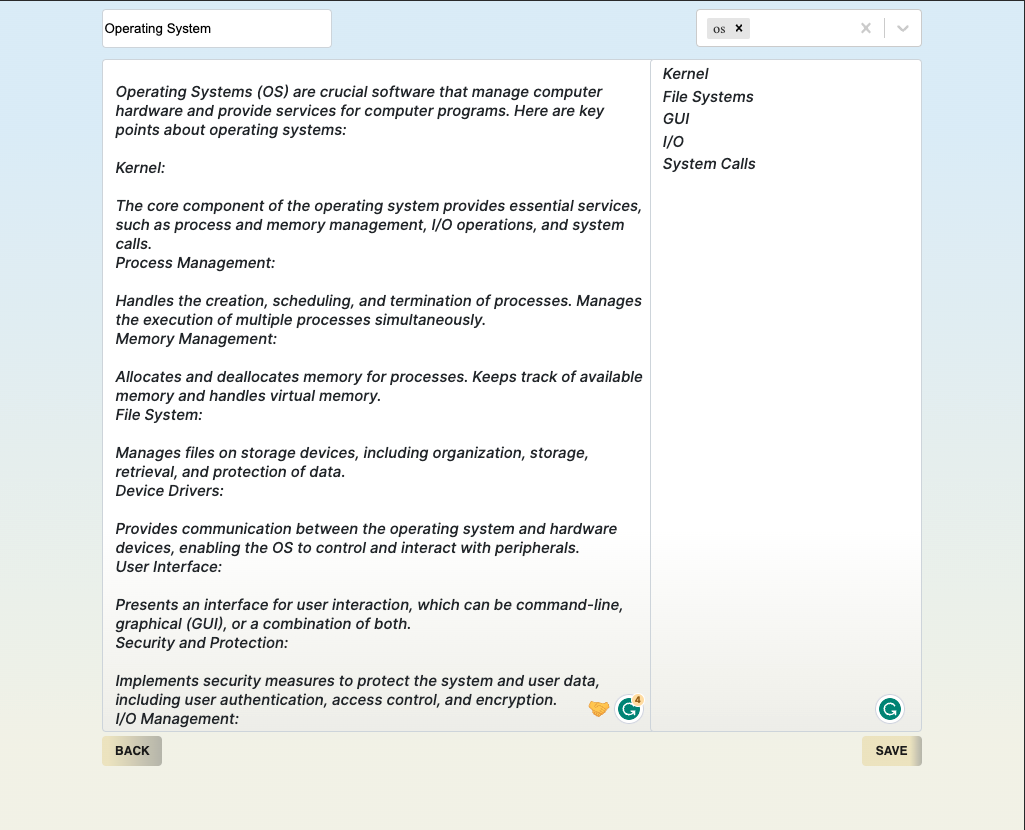 Operating System
os ×
Operating Systems (OS) are crucial software that manage computer
hardware and provide services for computer programs. Here are key
points about operating systems:
Kernel:
The core component of the operating system provides essential services,
such as process and memory management, I/O operations, and system
calls.
Process Management:
Handles the creation, scheduling, and termination of processes. Manages
the execution of multiple processes simultaneously.
Memory Management:
Allocates and deallocates memory for processes. Keeps track of available
memory and handles virtual memory.
File System:
Manages files on storage devices, including organization, storage,
retrieval, and protection of data.
Device Drivers:
Provides communication between the operating system and hardware
devices, enabling the OS to control and interact with peripherals.
User Interface:
Presents an interface for user interaction, which can be command-line,
graphical (GUI), or a combination of both.
Security and Protection:
Implements security measures to protect the system and user data,
including user authentication, access control, and encryption.
I/O Management:
4
Kernel
File Systems
GUI
I/O
System Calls
BACK
SAVE